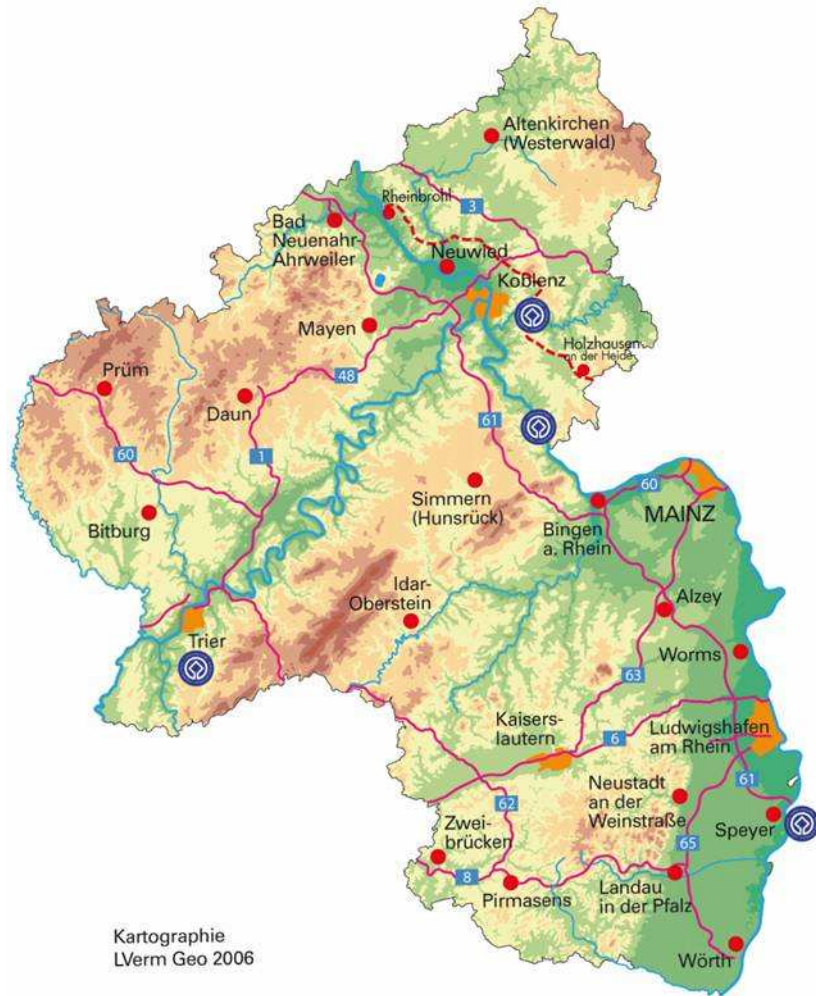 Altenkirchen
(Westerwald)
Rheinbrohl
3
Bad
Neuenahr-
Ahrweiler
Neuwied
Koblenz
Mayen
Holzhausen
an der Heide
Prüm
48
Daun
61
60
1
Simmern
(Hunsrück)
60
MAINZ
Bitburg
Bingen
a. Rhein
Idar-
Oberstein
Alzey
Trier
Worms
63
Kaisers-
lautern
6
Ludwigshafen
am Rhein
61
Neustadt
an der
Weinstraße
62
Speyer
Zwei-
brücken
65
8
Pirmasens
Landau
in der Pfalz
Wörth
Kartographie
LVerm Geo 2006